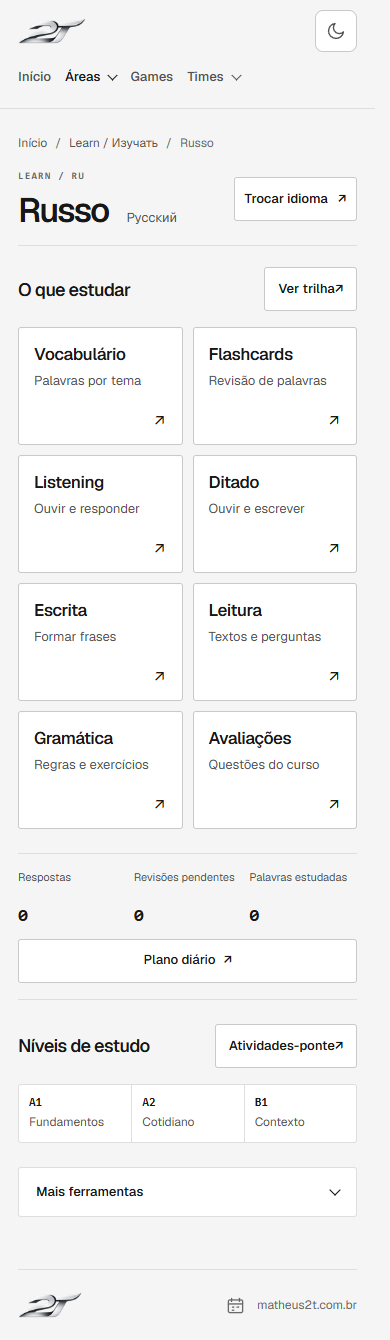 2T
Início Áreas Games Times
Início / Learn / Изучать / Russo
LEARN / RU
Russo Русский
Trocar idioma
O que estudar
Ver trilha
Vocabulário
Palavras por tema
Flashcards
Revisão de palavras
Listening
Ouvir e responder
Ditado
Ouvir e escrever
Escrita
Formar frases
Leitura
Textos e perguntas
Gramática
Regras e exercícios
Avaliações
Questões do curso
Respostas Revisões pendentes Palavras estudadas
0 0 0
Plano diário
Níveis de estudo
Atividades-ponte
A1
Fundamentos
A2
Cotidiano
B1
Contexto
Mais ferramentas
2T
matheus2t.com.br